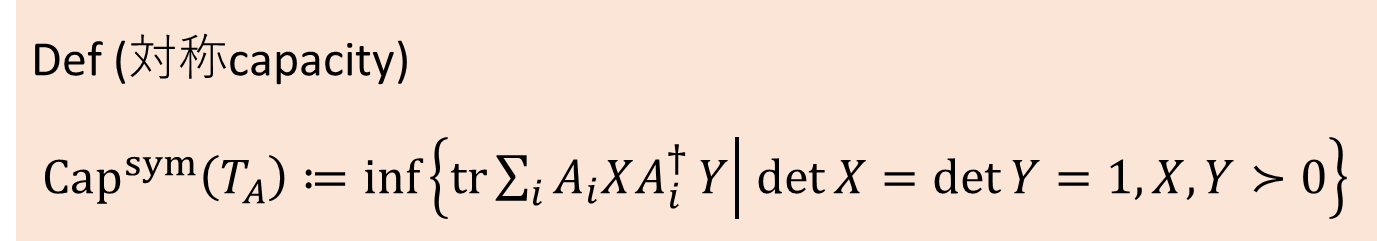 Def (対称capacity)
Cap^sym(T_A) ≔ inf{tr ∑_i A_i X A_i^† Y | det X = det Y = 1, X, Y ≻ 0}